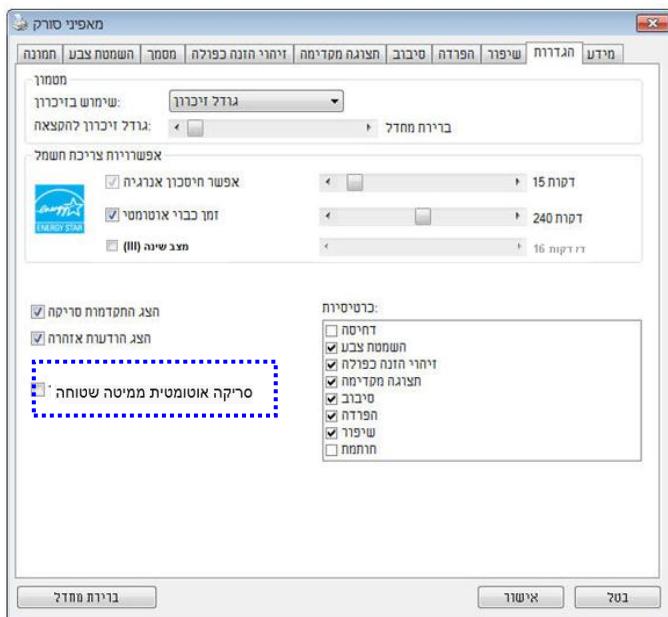 מאפייני סורק
תמונה השמטת צבע מסמך זיהוי הזנה כפולה תצוגה מקדימה סיבוב הפרדה שיפור הגדרות מידע
מטמון
שימוש בזיכרון: גודל זיכרון
גודל זיכרון להקצאה: ברירת מחדל
אפשרויות צריכת חשמל
אפשר חיסכון אנרגיה 15 דקות
זמן כבוי אוטומטי 240 דקות
מצב שינה (III) 16 דקות
energy
ENERGY STAR
הצג התקדמות סריקה
הצג הודעות אזהרה
סריקה אוטומטית ממיטה שטוחה
כרטיסיות:
דחיסה
השמטת צבע
זיהוי הזנה כפולה
תצוגה מקדימה
סיבוב
הפרדה
שיפור
חותמת
ברירת מחדל אישור בטל